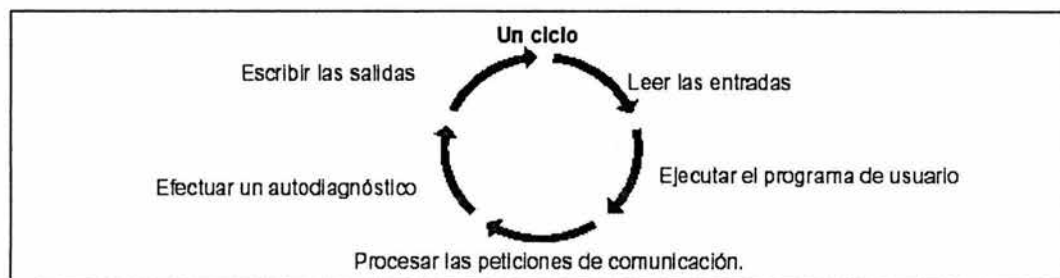 Un ciclo
Escribir las salidas
Leer las entradas
Efectuar un autodiagnóstico
Ejecutar el programa de usuario
Procesar las peticiones de comunicación.